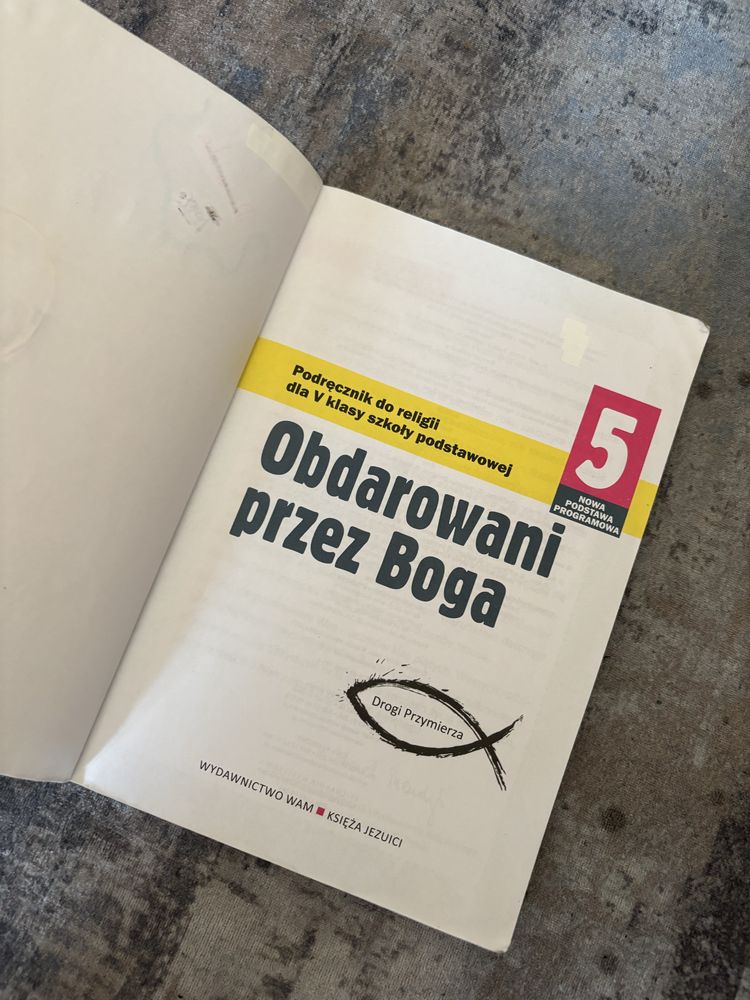 Podręcznik do religii
dla V klasy szkoły podstawowej
5
NOWA
PODSTAWA
PROGRAMOWA
Obdarowani
przez Boga
Drogi Przymierza
WYDAWNICTWO WAM ■ KSIĘŻA JEZUICI